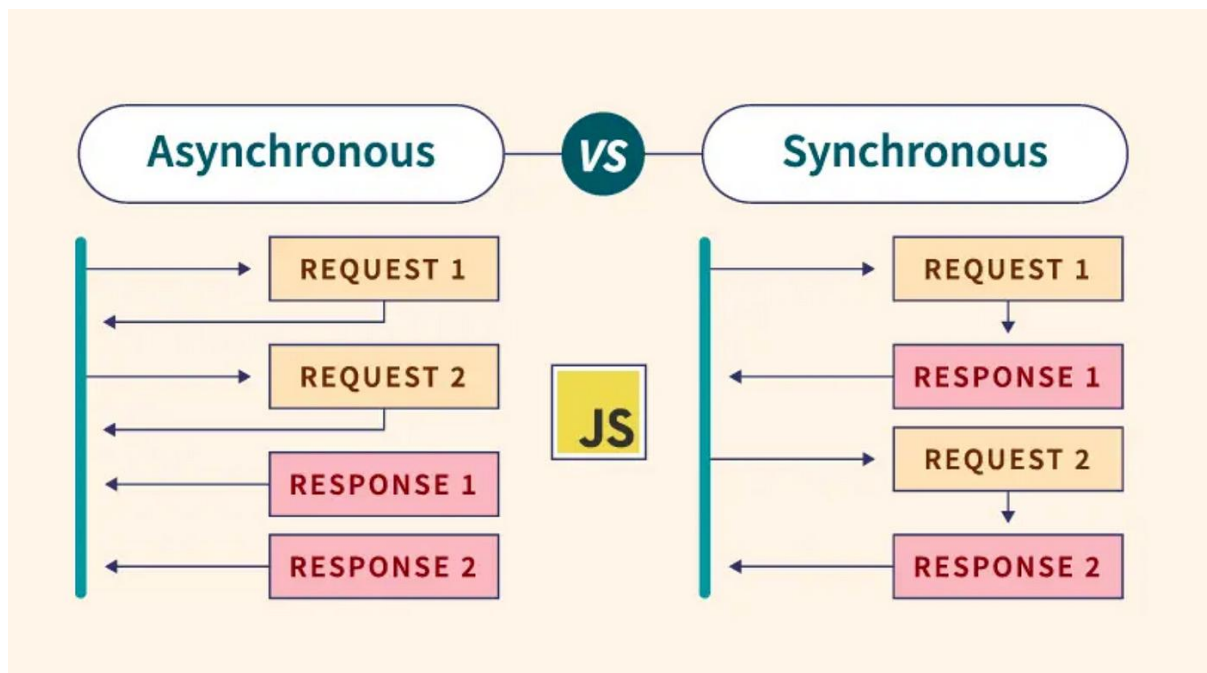 Asynchronous
VS
Synchronous
REQUEST 1
REQUEST 2
RESPONSE 1
RESPONSE 2
JS
REQUEST 1
RESPONSE 1
REQUEST 2
RESPONSE 2